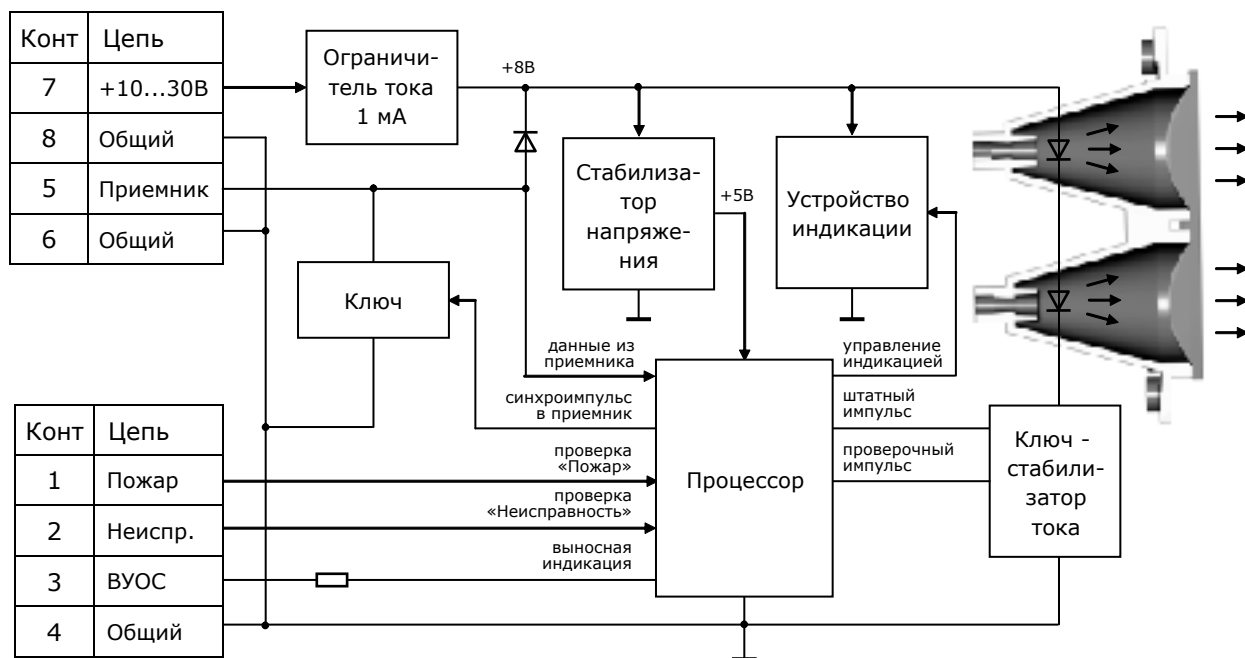 Конт Цепь
7 +10...30В
8 Общий
5 Приемник
6 Общий
Ограничи-
тель тока
1 мА
+8В
Стабилиза-
тор
напряже-
ния
+5В
Устройство
индикации
Ключ
данные из
приемника
синхроимпульс
в приемник
проверка
«Пожар»
проверка
«Неисправность»
выносная
индикация
Процессор
управление
индикацией
штатный
импульс
проверочный
импульс
Ключ -
стабили-
затор
тока
Конт Цепь
1 Пожар
2 Неиспр.
3 ВУОС
4 Общий